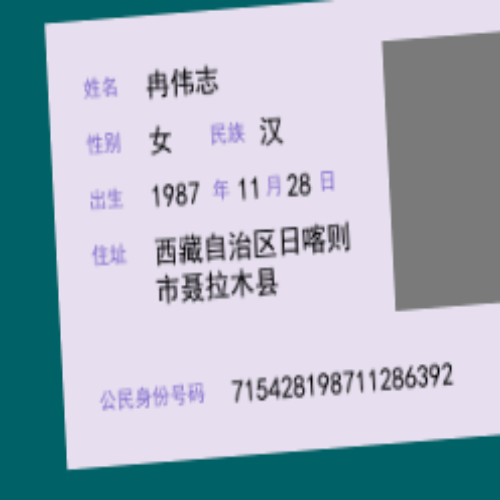 姓名 冉伟志
性别 女 民族 汉
出生 1987 年 11 月 28 日
住址 西藏自治区日喀则
市聂拉木县
公民身份号码 715428198711286392